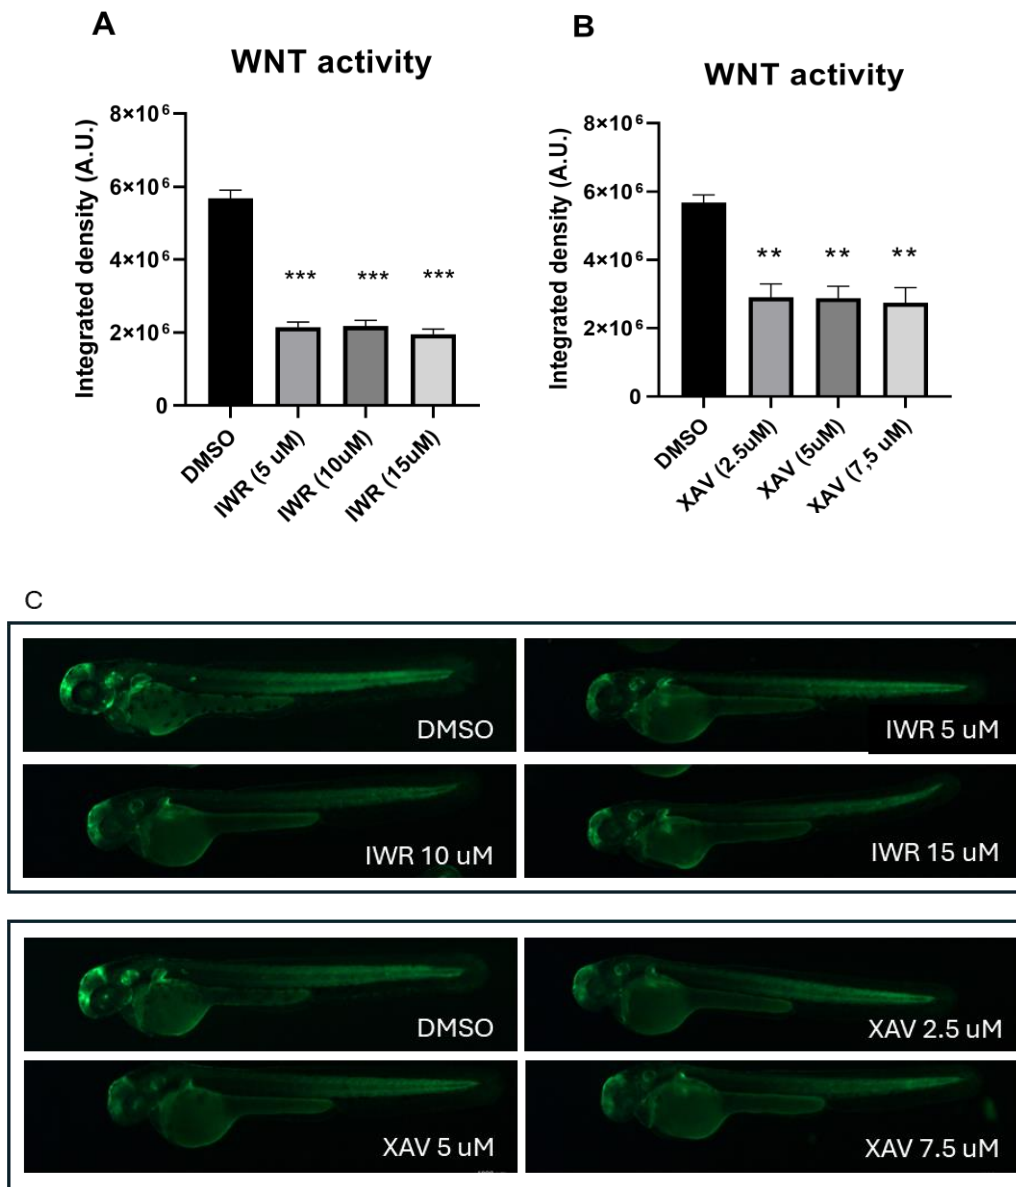 A
WNT activity
Integrated density (A.U.)
8×10⁶
6×10⁶
4×10⁶
2×10⁶
0
***
***
***
DMSO
IWR (5 uM)
IWR (10uM)
IWR (15uM)
B
WNT activity
Integrated density (A.U.)
8×10⁶
6×10⁶
4×10⁶
2×10⁶
0
**
**
**
DMSO
XAV (2.5uM)
XAV (5uM)
XAV (7,5 uM)
C
DMSO
IWR 5 uM
IWR 10 uM
IWR 15 uM
DMSO
XAV 2.5 uM
XAV 5 uM
XAV 7.5 uM